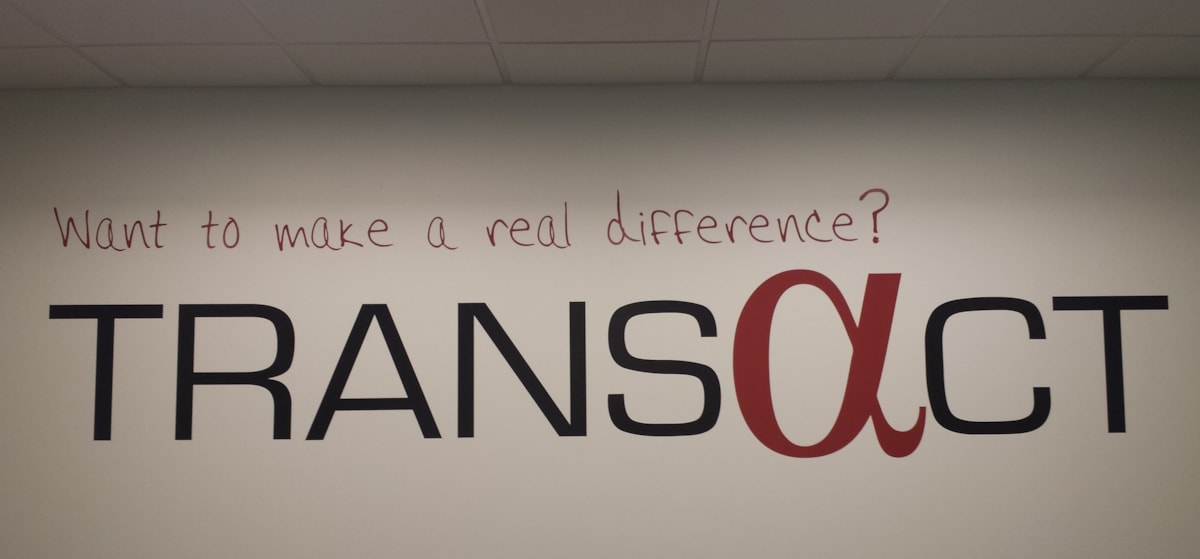 Want to make a real difference?
TRANSαCT